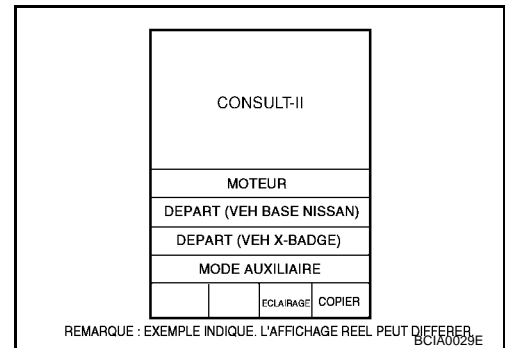 CONSULT-II
MOTEUR
DEPART (VEH BASE NISSAN)
DEPART (VEH X-BADGE)
MODE AUXILIAIRE
ECLAIRAGE COPIER
REMARQUE : EXEMPLE INDIQUE. L'AFFICHAGE REEL PEUT DIFFERER.
BCIA0029E